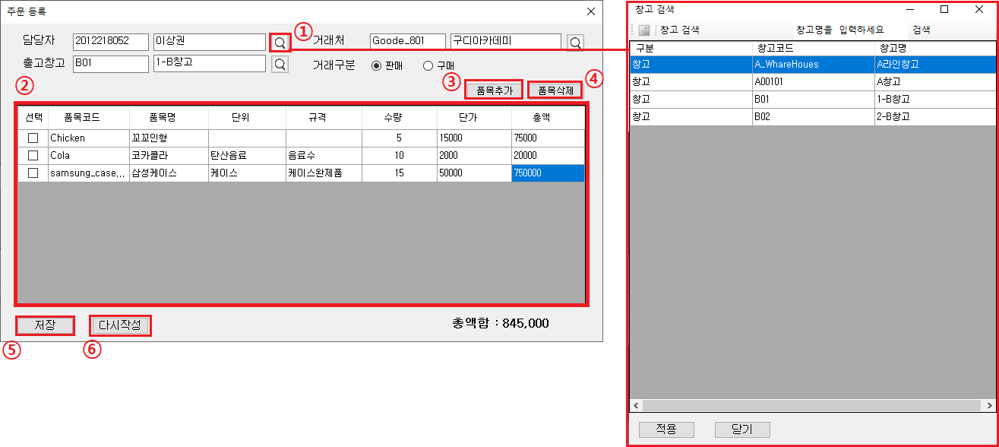 주문 등록
담당자 2012218052 이상권 ① 거래처 Goode_801 구디아카데미
출고창고 B01 1-B창고 거래구분 판매 구매
② ③ 품목추가 품목삭제 ④
선택 품목코드 품목명 단위 규격 수량 단가 총액
Chicken 꼬꼬인형 5 15000 75000
Cola 코카콜라 탄산음료 음료수 10 2000 20000
samsung_case,,, 삼성케이스 케이스 케이스완제품 15 50000 750000
저장 다시작성 총액합 : 845,000
⑤ ⑥
창고 검색
창고 검색 창고명을 입력하세요 검색
구분 창고코드 창고명
창고 A_WhareHoues A라인창고
창고 A00101 A창고
창고 B01 1-B창고
창고 B02 2-B창고
적용 닫기